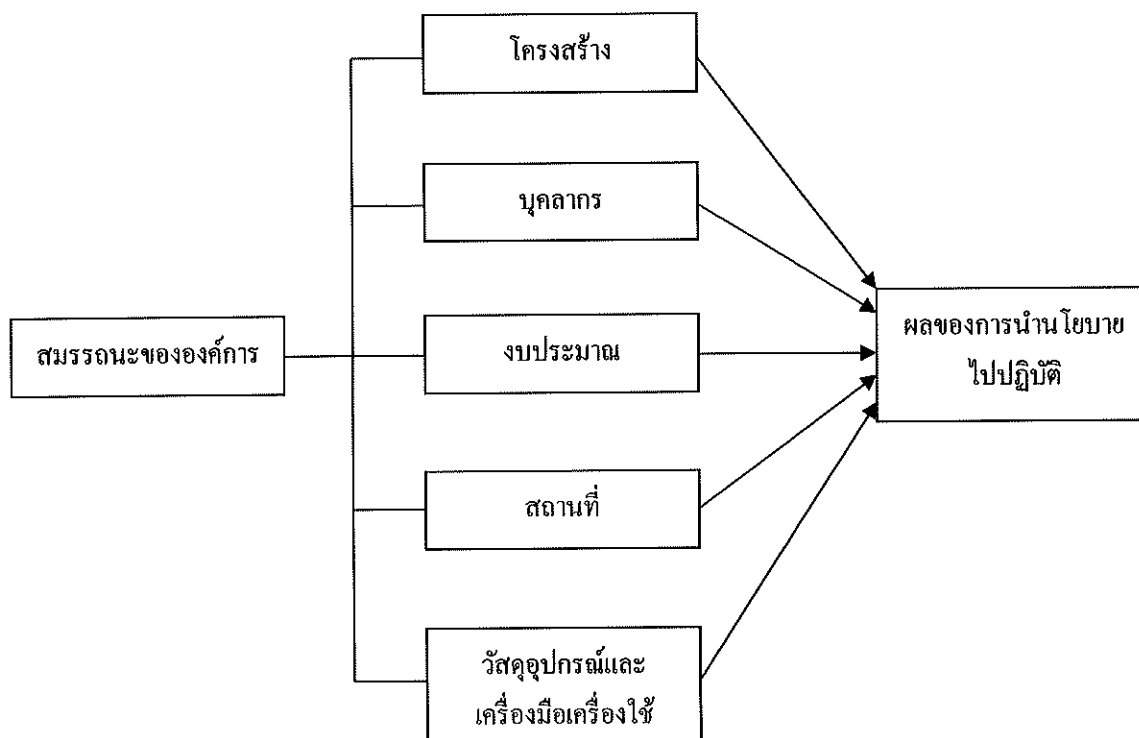 โครงสร้าง
บุคลากร
สมรรถนะขององค์การ
งบประมาณ
ผลของการนำนโยบาย
ไปปฏิบัติ
สถานที่
วัสดุอุปกรณ์และ
เครื่องมือเครื่องใช้